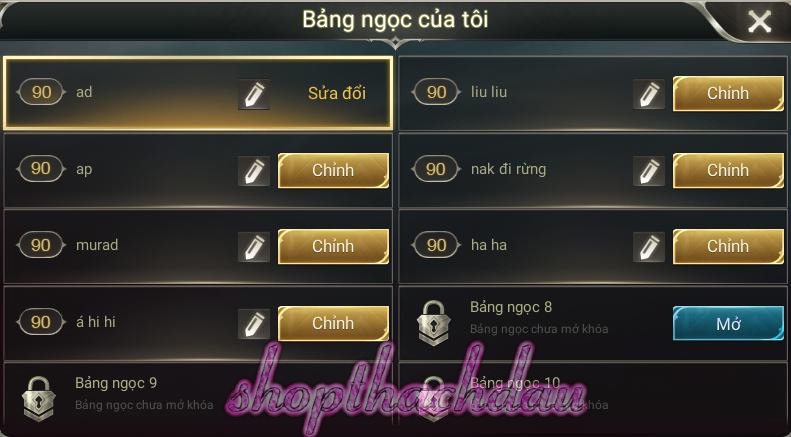 Bảng ngọc của tôi
90 ad Sửa đổi
90 liu liu Chỉnh
90 ap Chỉnh
90 nak đi rừng Chỉnh
90 murad Chỉnh
90 ha ha Chỉnh
90 á hi hi Chỉnh
Bảng ngọc 8
Bảng ngọc chưa mở khóa
Mở
Bảng ngọc 9
Bảng ngọc chưa mở khóa
Bảng ngọc 10
khóa
shopthachdau